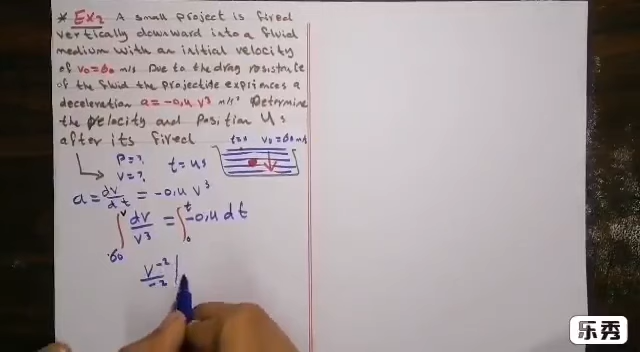 * Ex2 A small project is fired
vertically downward into a fluid
medium with an initial velocity
of v0=60 m/s Due to the drag resistate
of the fluid the projectile expriences a
deceleration a= -0,4 v³ m/s² Determine
the velocity and position 4s
after its fired
t=0 v0=60 m/s
P=?
V=?
t=4s
a = dv/dt = -0,4 v³
∫ dv/v³ = ∫ -0,4 dt
60 v 0 t
v⁻²/-2 |
乐秀